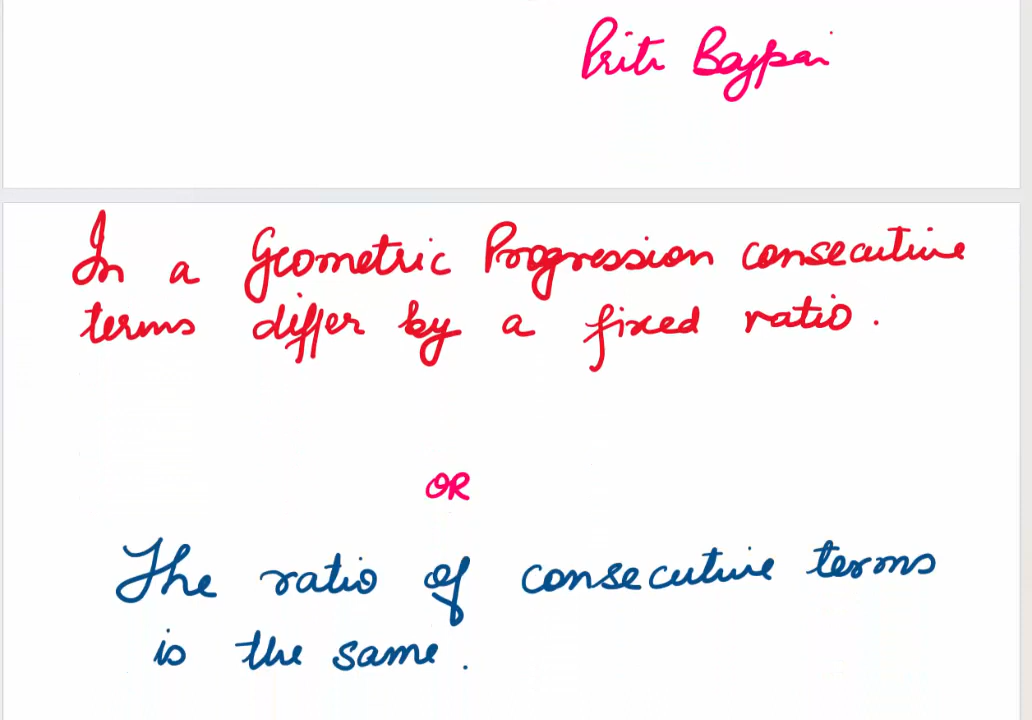 Priti Bajpai
In a Geometric Progression consecutive
terms differ by a fixed ratio.
OR
The ratio of consecutive terms
is the same.